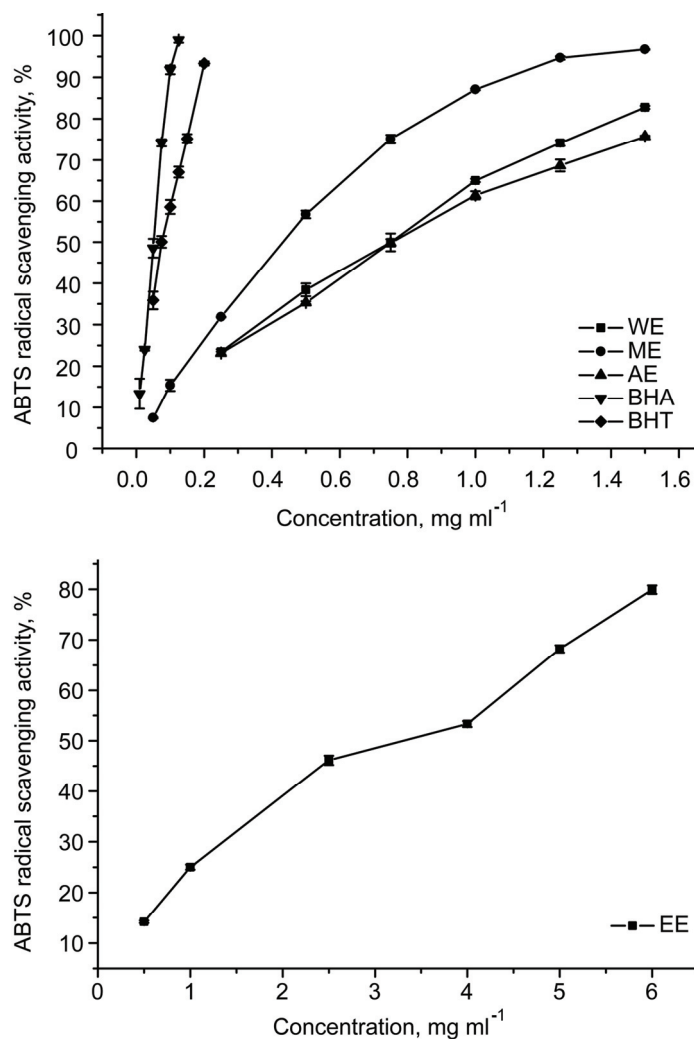 ABTS radical scavenging activity, %
100
90
80
70
60
50
40
30
20
10
0
WE
ME
AE
BHA
BHT
0.0 0.2 0.4 0.6 0.8 1.0 1.2 1.4 1.6
Concentration, mg ml⁻¹
ABTS radical scavenging activity, %
80
70
60
50
40
30
20
10
EE
0 1 2 3 4 5 6
Concentration, mg ml⁻¹